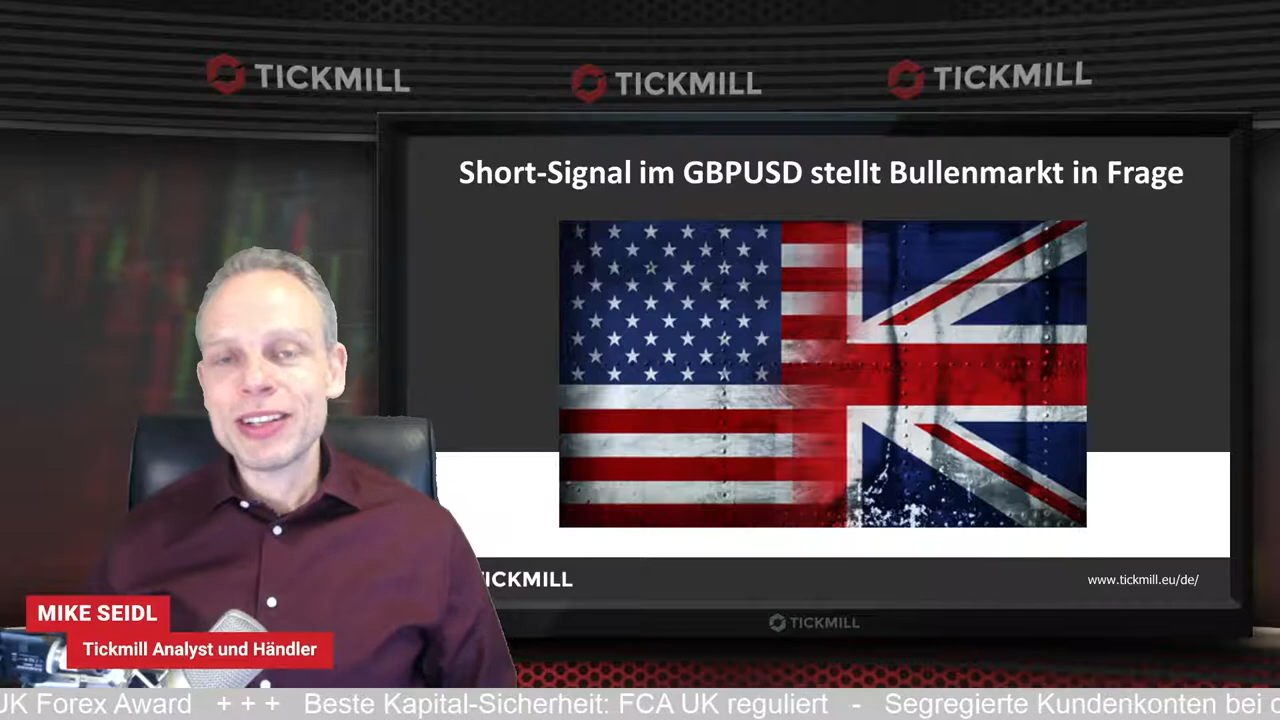 TICKMILL
TICKMILL
TICKMILL
Short-Signal im GBPUSD stellt Bullenmarkt in Frage
TICKMILL
www.tickmill.eu/de/
TICKMILL
MIKE SEIDL
Tickmill Analyst und Händler
UK Forex Award + + + Beste Kapital-Sicherheit: FCA UK reguliert - Segregierte Kundenkonten bei